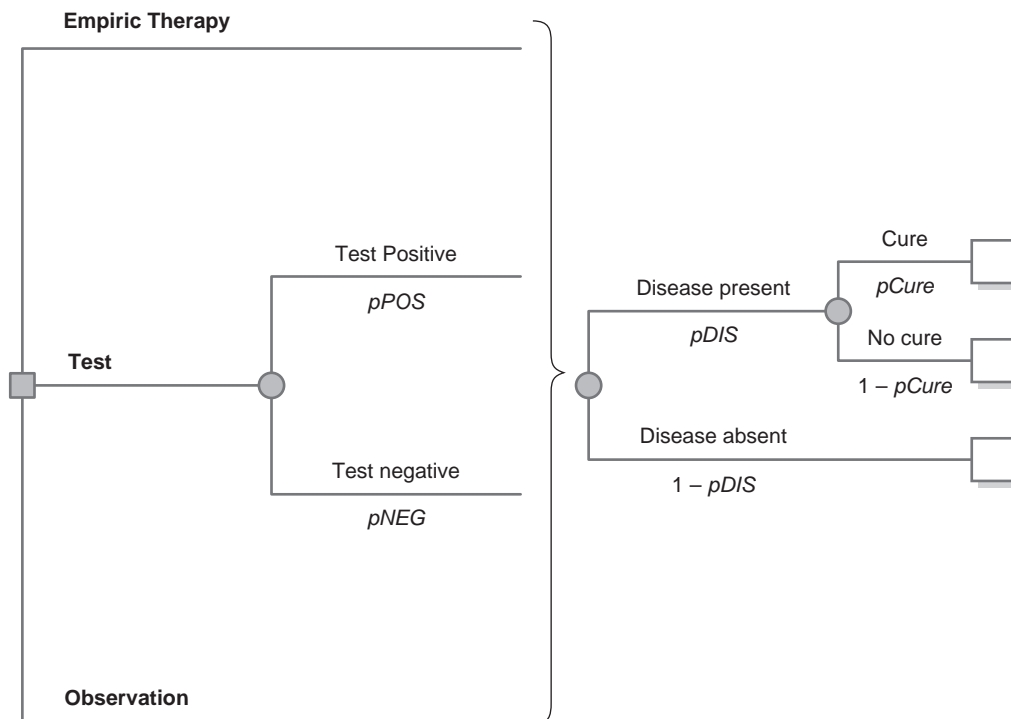 Empiric Therapy
Test Positive
pPOS
Test
Test negative
pNEG
Observation
Disease present
pDIS
Cure
pCure
No cure
1 – pCure
Disease absent
1 – pDIS